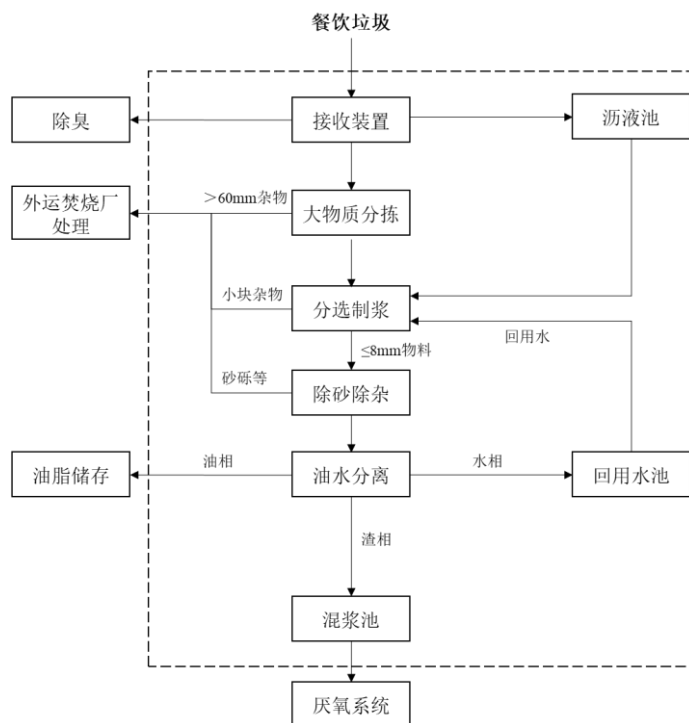 餐饮垃圾
除臭
接收装置
沥液池
外运焚烧厂
处理
>60mm杂物
大物质分拣
小块杂物
分选制浆
回用水
≤8mm物料
砂砾等
除砂除杂
油脂储存
油相
油水分离
水相
回用水池
渣相
混浆池
厌氧系统